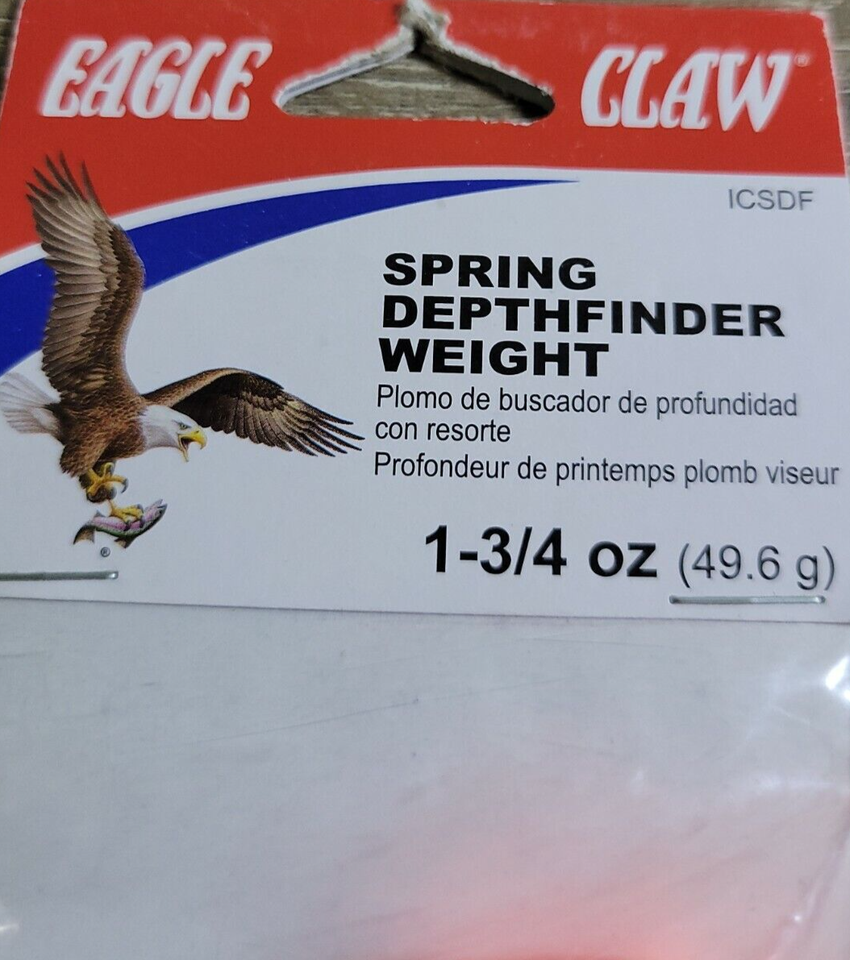 EAGLE CLAW®
ICSDF
SPRING
DEPTHFINDER
WEIGHT
Plomo de buscador de profundidad
con resorte
Profondeur de printemps plomb viseur
®
1-3/4 oz (49.6 g)